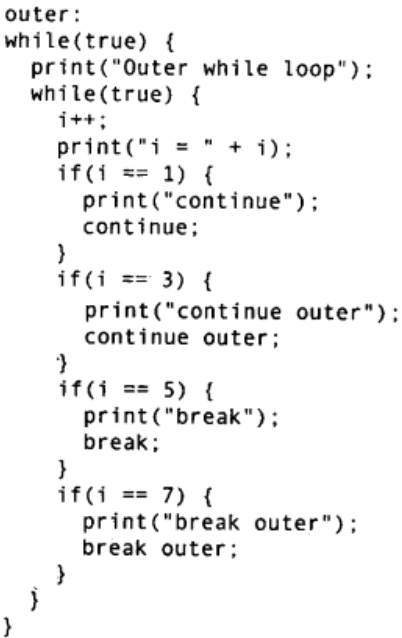 outer:
while(true) {
  print("Outer while loop");
  while(true) {
    i++;
    print("i = " + i);
    if(i == 1) {
      print("continue");
      continue;
    }
    if(i == 3) {
      print("continue outer");
      continue outer;
    }
    if(i == 5) {
      print("break");
      break;
    }
    if(i == 7) {
      print("break outer");
      break outer;
    }
  }
}